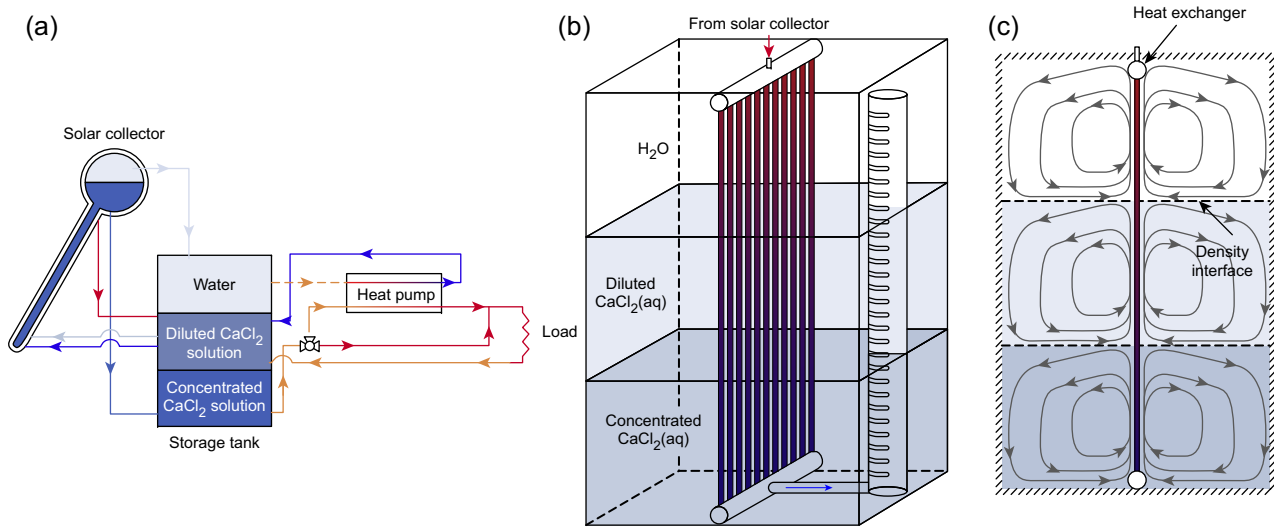 (a)
Solar collector
Water
Diluted CaCl2
solution
Concentrated
CaCl2 solution
Storage tank
Heat pump
Load
(b)
From solar collector
H2O
Diluted
CaCl2(aq)
Concentrated
CaCl2(aq)
(c)
Heat exchanger
Density
interface